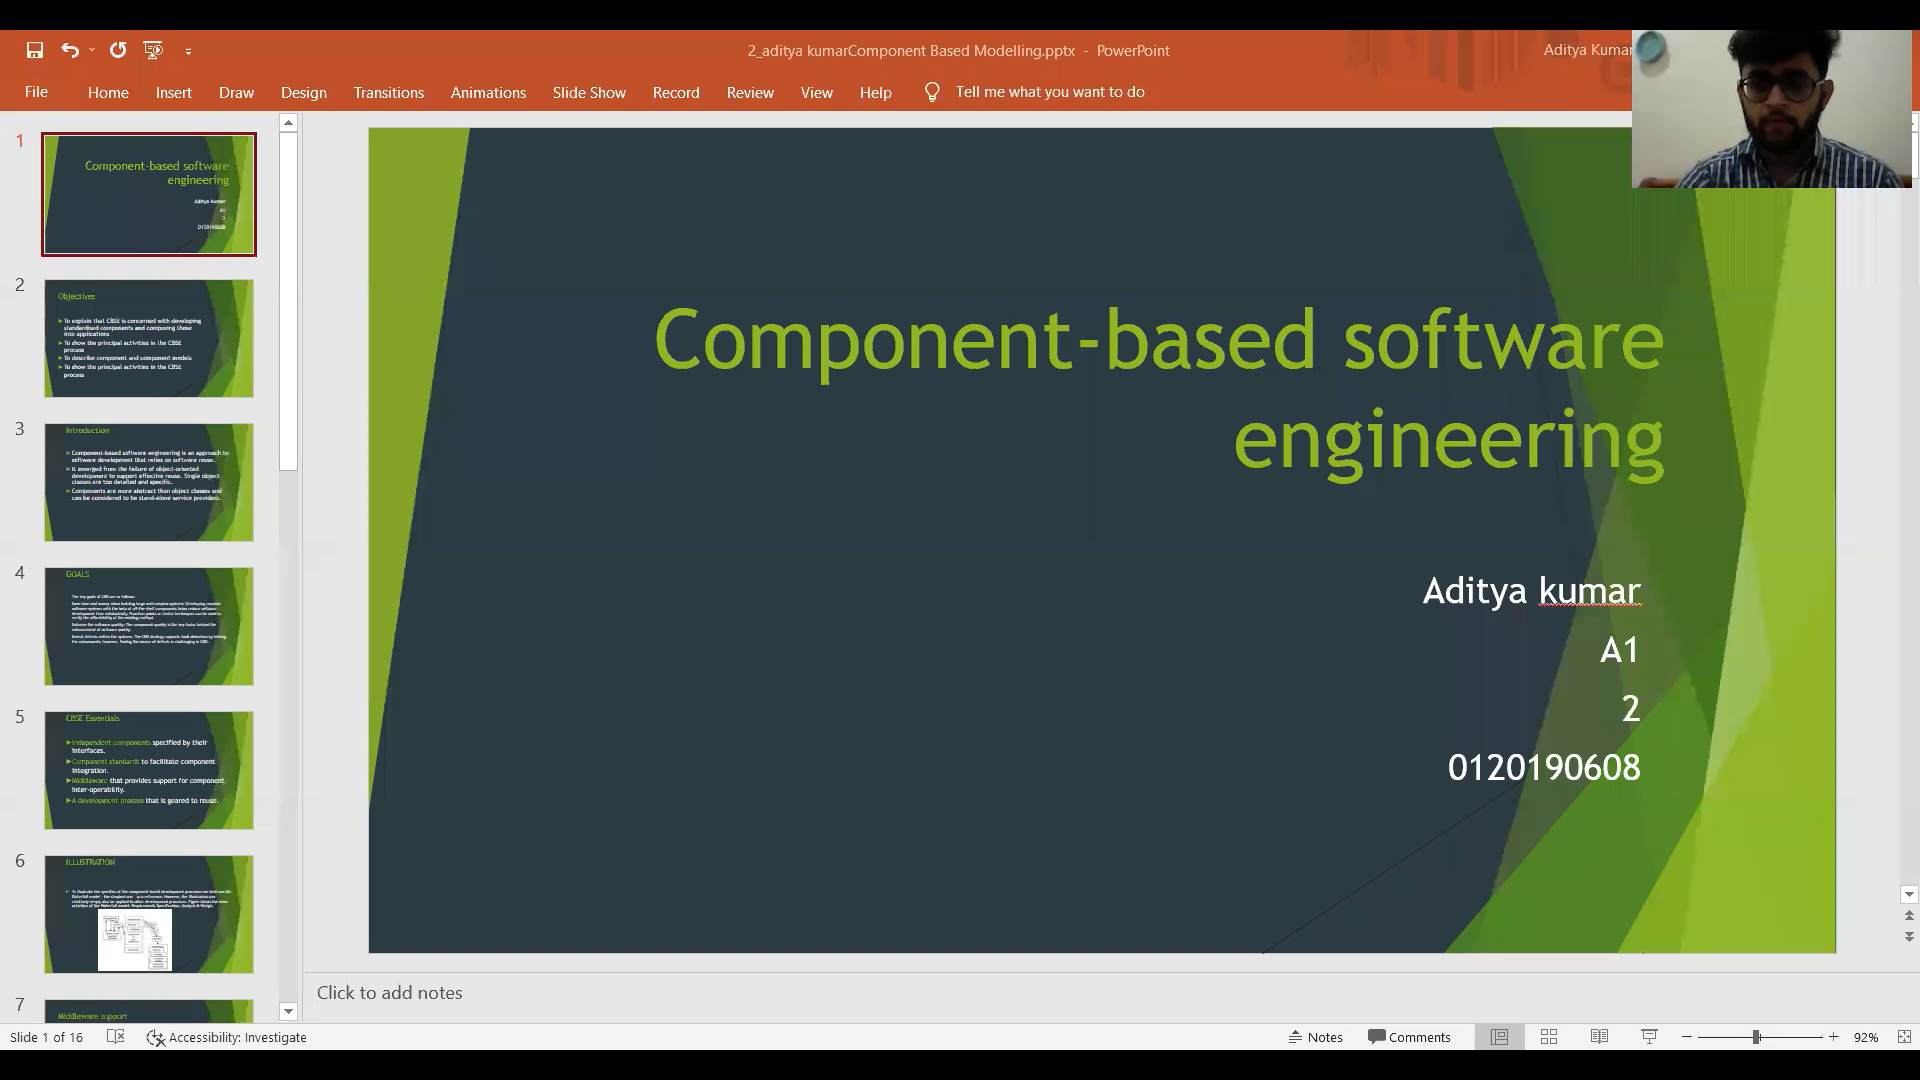 2_aditya kumarComponent Based Modelling.pptx - PowerPoint
Aditya Kumar
File
Home
Insert
Draw
Design
Transitions
Animations
Slide Show
Record
Review
View
Help
Tell me what you want to do
1
Component-based software
engineering
Aditya kumar
A1
2
0120190608
2
Objectives
To explain that CBSE is concerned with developing
standardised components and composing these
into applications
To show the principal activities in the CBSE
process
To describe component and component models
To show the principal activities in the CBSE
process
3
Introduction
Component-based software engineering is an approach to
software development that relies on software reuse.
It emerged from the failure of object-oriented
development to support effective reuse. Single object
classes are too detailed and specific.
Components are more abstract than object classes and
can be considered to be stand-alone service providers.
4
GOALS
The key goals of CBD are as follows:
5
CBSE Essentials
Independent components specified by their
interfaces.
Component standards to facilitate component
integration.
Middleware that provides support for component
inter-operability.
A development process that is geared to reuse.
6
ILLUSTRATION
7
Middleware support
Component-based software
engineering
Aditya kumar
A1
2
0120190608
Click to add notes
Slide 1 of 16
Accessibility: Investigate
Notes
Comments
92%